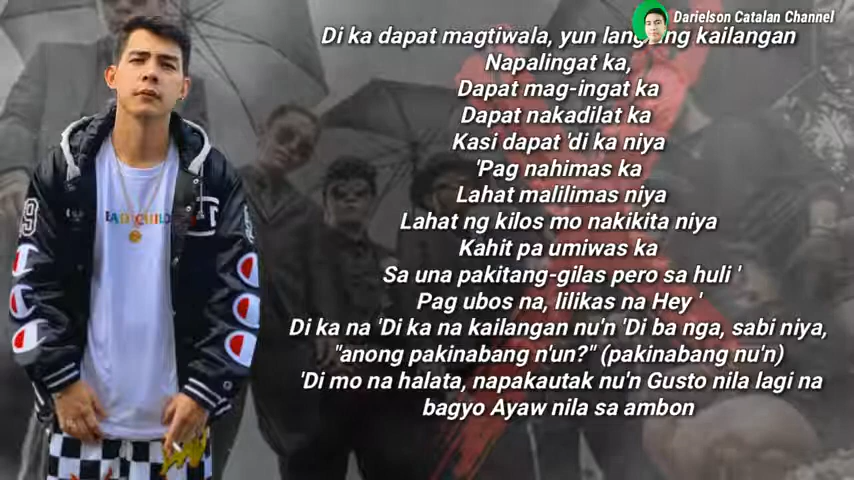 Darielson Catalan Channel
Di ka dapat magtiwala, yun lang ang kailangan
Napalingat ka,
Dapat mag-ingat ka
Dapat nakadilat ka
Kasi dapat 'di ka niya
'Pag nahimas ka
Lahat malilimas niya
Lahat ng kilos mo nakikita niya
Kahit pa umiwas ka
Sa una pakitang-gilas pero sa huli '
Pag ubos na, lilikas na Hey '
Di ka na 'Di ka na kailangan nu'n 'Di ba nga, sabi niya,
"anong pakinabang n'un?" (pakinabang nu'n)
'Di mo na halata, napakautak nu'n Gusto nila lagi na
bagyo Ayaw nila sa ambon